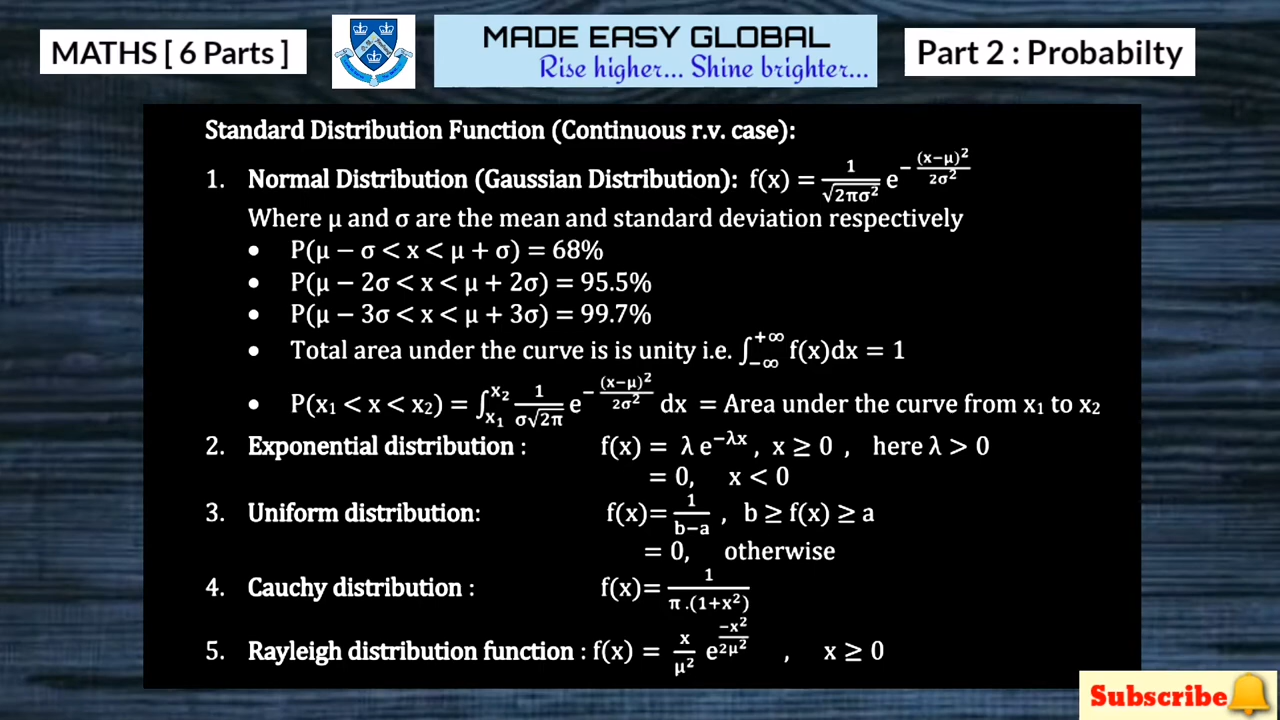 MATHS [ 6 Parts ]
MADE EASY GLOBAL
Rise higher... Shine brighter...
Part 2 : Probabilty
Standard Distribution Function (Continuous r.v. case):
1. Normal Distribution (Gaussian Distribution): f(x) = 1/√(2πσ²) e^(−(x−μ)²/2σ²)
Where μ and σ are the mean and standard deviation respectively
• P(μ − σ < x < μ + σ) = 68%
• P(μ − 2σ < x < μ + 2σ) = 95.5%
• P(μ − 3σ < x < μ + 3σ) = 99.7%
• Total area under the curve is is unity i.e. ∫_−∞^+∞ f(x)dx = 1
• P(x₁ < x < x₂) = ∫_x₁^x₂ 1/(σ√2π) e^(−(x−μ)²/2σ²) dx = Area under the curve from x₁ to x₂
2. Exponential distribution : f(x) = λ e^(−λx) , x ≥ 0 , here λ > 0
= 0, x < 0
3. Uniform distribution: f(x)= 1/(b−a) , b ≥ f(x) ≥ a
= 0, otherwise
4. Cauchy distribution : f(x)= 1/(π .(1+x²))
5. Rayleigh distribution function : f(x) = x/μ² e^(−x²/2μ²) , x ≥ 0
Subscribe